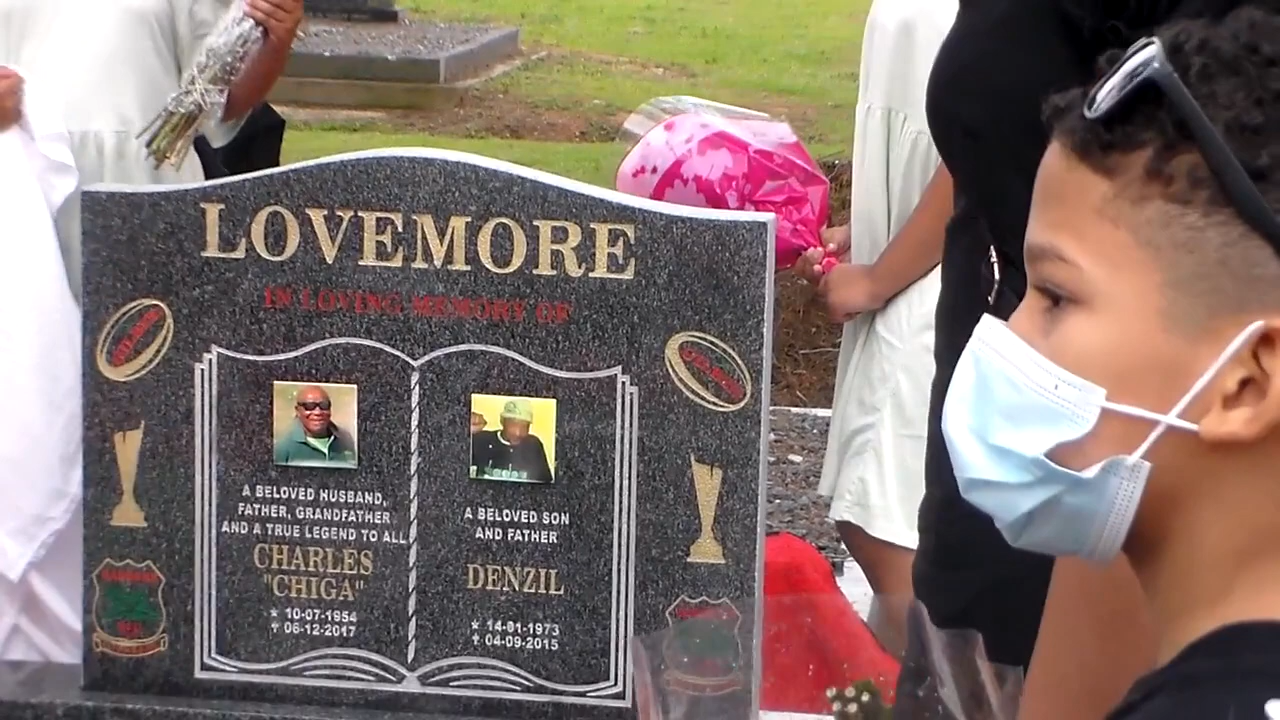 LOVEMORE
IN LOVING MEMORY OF
A BELOVED HUSBAND,
FATHER, GRANDFATHER
AND A TRUE LEGEND TO ALL
CHARLES
"CHIGA"
★ 10-07-1954
✝ 06-12-2017
A BELOVED SON
AND FATHER
DENZIL
★ 14-01-1973
✝ 04-09-2015